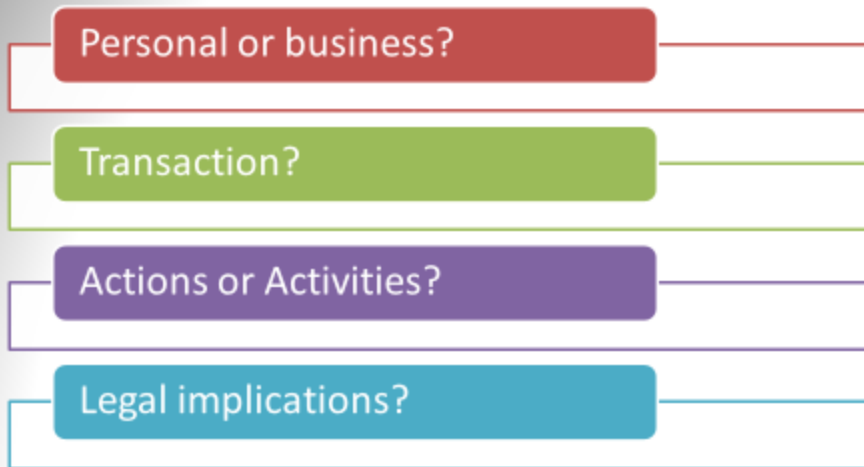 Personal or business?
Transaction?
Actions or Activities?
Legal implications?